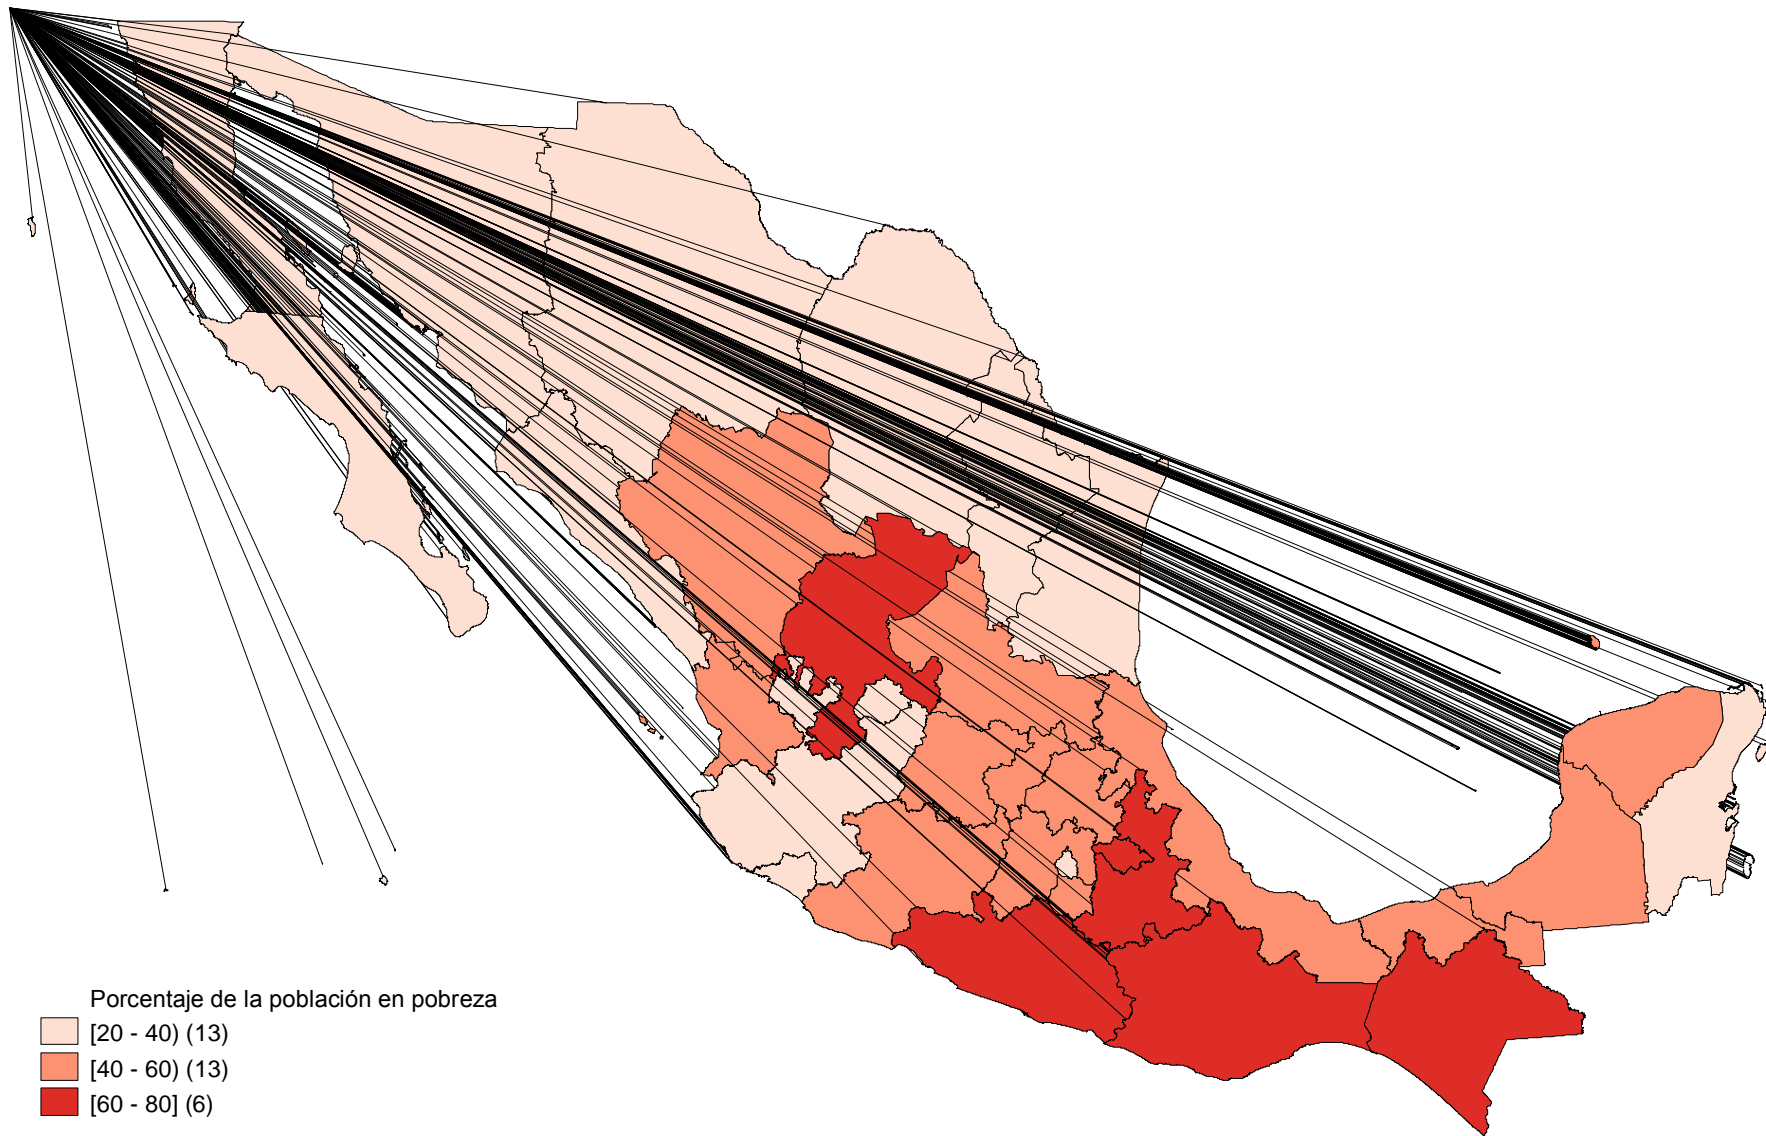 Porcentaje de la población en pobreza
[20 - 40) (13)
[40 - 60) (13)
[60 - 80] (6)